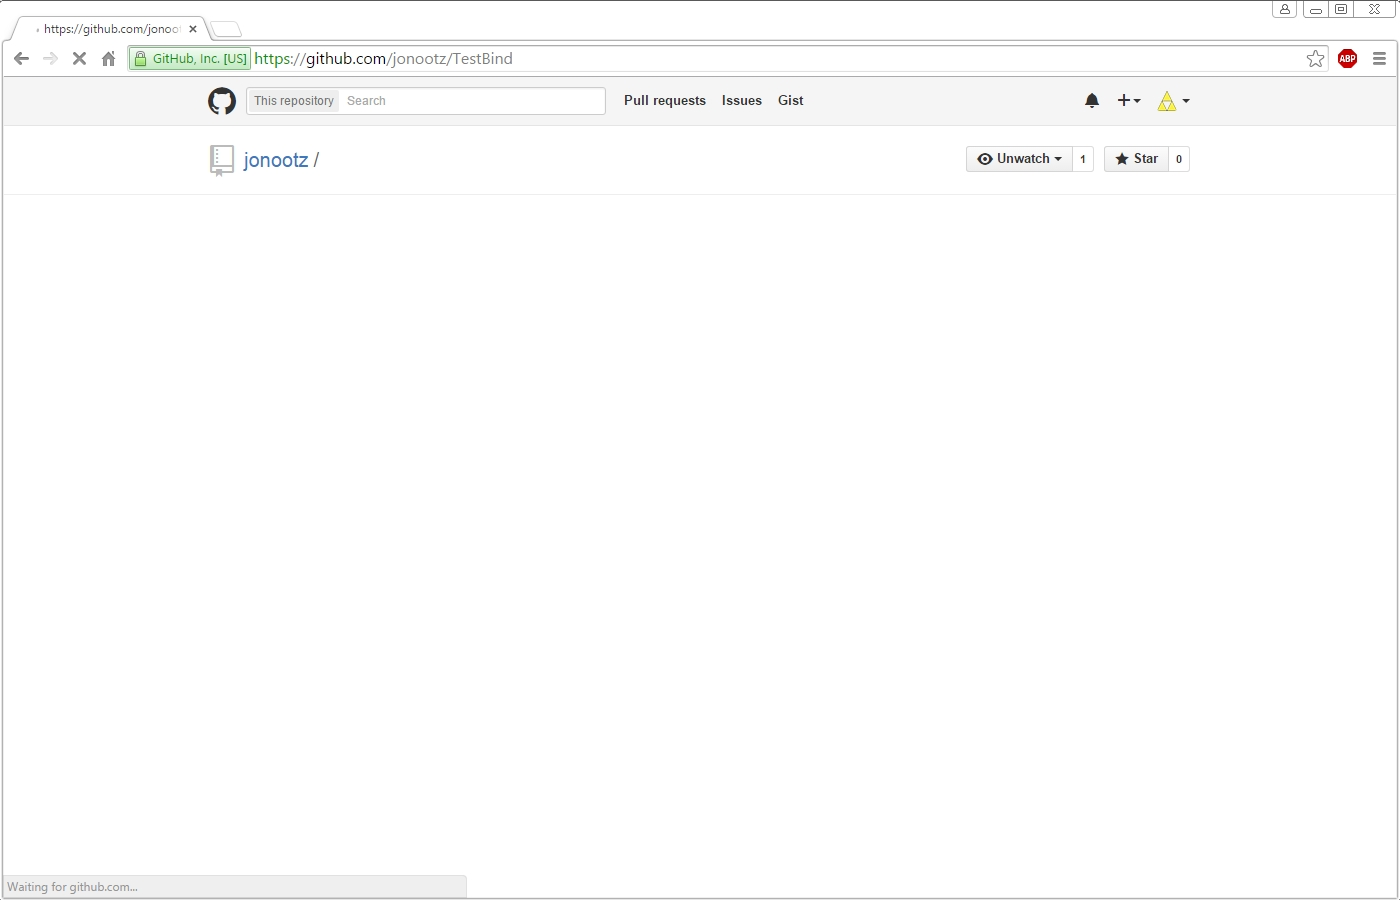 https://github.com/jonoot
GitHub, Inc. [US] https://github.com/jonootz/TestBind
ABP
This repository Search Pull requests Issues Gist
jonootz / Unwatch 1 Star 0
Waiting for github.com...